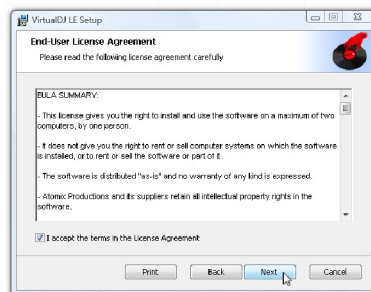 VirtualDJ LE Setup
End-User License Agreement
Please read the following license agreement carefully
EULA SUMMARY:
- This license gives you the right to install and use the software on a maximum of two
computers, by one person.
- It does not give you the right to rent or sell computer systems on which the software
is installed, or to rent or sell the software or part of it.
- The software is distributed "as-is" and no warranty of any kind is expressed.
- Atomix Productions and its suppliers retain all intellectual property rights in the
software.
I accept the terms in the License Agreement
Print Back Next Cancel